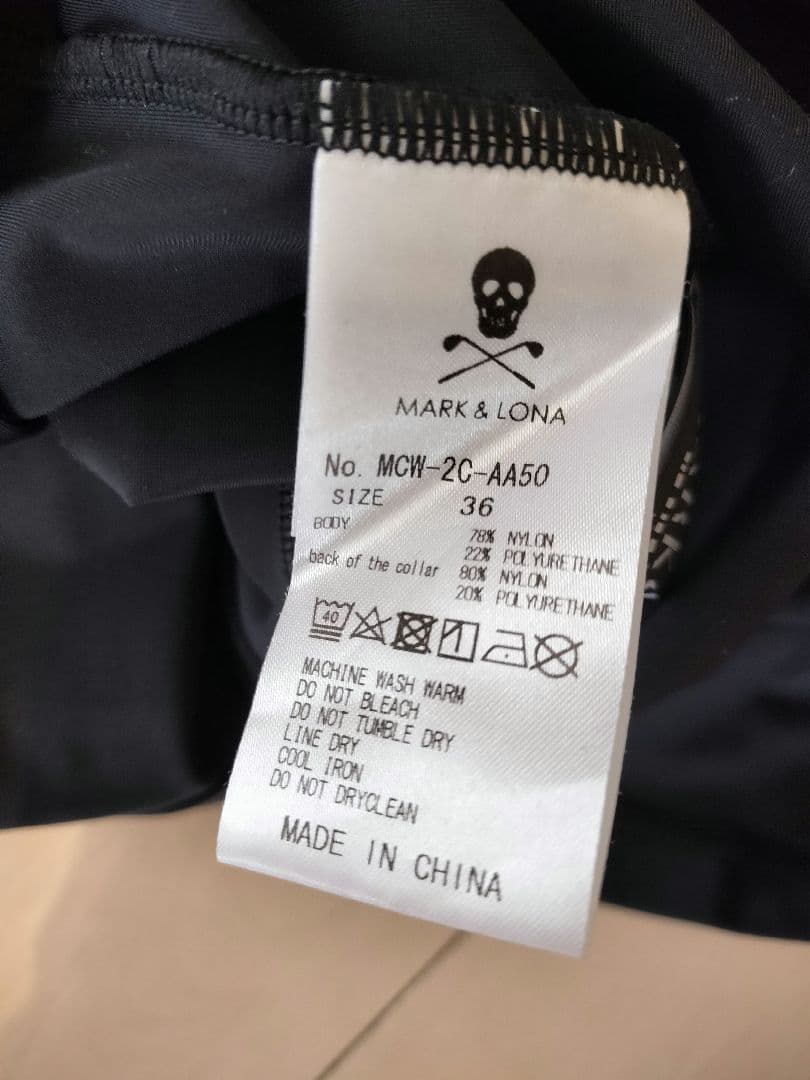 MARK & LONA
No. MCW-2C-AA50
SIZE 36
BODY 78% NYLON
22% POLYURETHANE
back of the collar 80% NYLON
20% POLYURETHANE
40
MACHINE WASH WARM
DO NOT BLEACH
DO NOT TUMBLE DRY
LINE DRY
COOL IRON
DO NOT DRYCLEAN
MADE IN CHINA